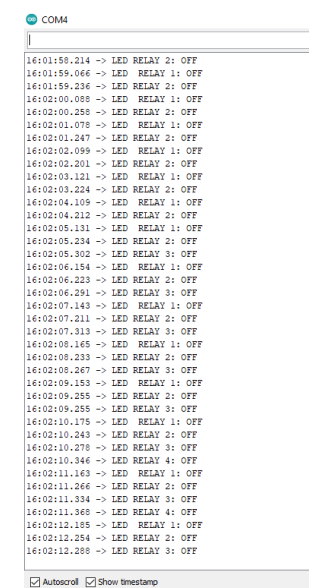 COM4
16:01:58.214 -> LED RELAY 2: OFF
16:01:59.066 -> LED  RELAY 1: OFF
16:01:59.236 -> LED RELAY 2: OFF
16:02:00.088 -> LED  RELAY 1: OFF
16:02:00.258 -> LED RELAY 2: OFF
16:02:01.078 -> LED  RELAY 1: OFF
16:02:01.247 -> LED RELAY 2: OFF
16:02:02.099 -> LED  RELAY 1: OFF
16:02:02.201 -> LED RELAY 2: OFF
16:02:03.121 -> LED  RELAY 1: OFF
16:02:03.224 -> LED RELAY 2: OFF
16:02:04.109 -> LED  RELAY 1: OFF
16:02:04.212 -> LED RELAY 2: OFF
16:02:05.131 -> LED  RELAY 1: OFF
16:02:05.234 -> LED RELAY 2: OFF
16:02:05.302 -> LED RELAY 3: OFF
16:02:06.154 -> LED  RELAY 1: OFF
16:02:06.223 -> LED RELAY 2: OFF
16:02:06.291 -> LED RELAY 3: OFF
16:02:07.143 -> LED  RELAY 1: OFF
16:02:07.211 -> LED RELAY 2: OFF
16:02:07.313 -> LED RELAY 3: OFF
16:02:08.165 -> LED  RELAY 1: OFF
16:02:08.233 -> LED RELAY 2: OFF
16:02:08.267 -> LED RELAY 3: OFF
16:02:09.153 -> LED  RELAY 1: OFF
16:02:09.255 -> LED RELAY 2: OFF
16:02:09.255 -> LED RELAY 3: OFF
16:02:10.175 -> LED  RELAY 1: OFF
16:02:10.243 -> LED RELAY 2: OFF
16:02:10.278 -> LED RELAY 3: OFF
16:02:10.346 -> LED RELAY 4: OFF
16:02:11.163 -> LED  RELAY 1: OFF
16:02:11.266 -> LED RELAY 2: OFF
16:02:11.334 -> LED RELAY 3: OFF
16:02:11.368 -> LED RELAY 4: OFF
16:02:12.185 -> LED  RELAY 1: OFF
16:02:12.254 -> LED RELAY 2: OFF
16:02:12.288 -> LED RELAY 3: OFF
Autoscroll Show timestamp